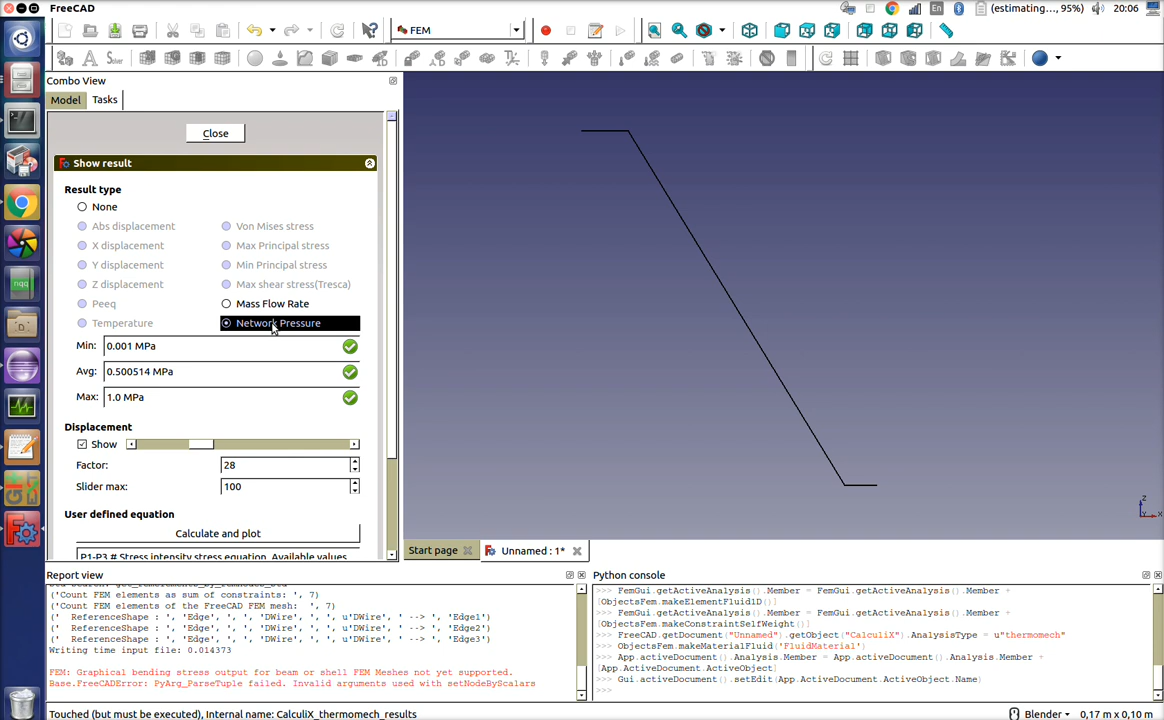 FreeCAD
En
(estimating..., 95%)
20:06
FEM
Combo View
Model
Tasks
Close
Show result
Result type
None
Abs displacement
Von Mises stress
X displacement
Max Principal stress
Y displacement
Min Principal stress
Z displacement
Max shear stress(Tresca)
Peeq
Mass Flow Rate
Temperature
Network Pressure
Min: 0.001 MPa
Avg: 0.500514 MPa
Max: 1.0 MPa
Displacement
Show
Factor: 28
Slider max: 100
User defined equation
Calculate and plot
P1-P3 # Stress intensity stress equation. Available values
Z
Y
X
Start page
Unnamed : 1*
Report view
('Count FEM elements as sum of constraints: ', 7)
('Count FEM elements of the FreeCAD FEM mesh: ', 7)
(' ReferenceShape : ', 'Edge', ', 'DWire', ', u'DWire', ' --> ', 'Edge1')
(' ReferenceShape : ', 'Edge', ', 'DWire', ', u'DWire', ' --> ', 'Edge2')
(' ReferenceShape : ', 'Edge', ', 'DWire', ', u'DWire', ' --> ', 'Edge3')
Writing time input file: 0.014373
FEM: Graphical bending stress output for beam or shell FEM Meshes not yet supported.
Base.FreeCADError: PyArg_ParseTuple failed. Invalid arguments used with setNodeByScalars
Python console
>>> FemGui.getActiveAnalysis().Member = FemGui.getActiveAnalysis().Member +
[ObjectsFem.makeElementFluid1D()]
>>> FemGui.getActiveAnalysis().Member = FemGui.getActiveAnalysis().Member +
[ObjectsFem.makeConstraintSelfWeight()]
>>> FreeCAD.getDocument("Unnamed").getObject("CalculiX").AnalysisType = u"thermomech"
>>> ObjectsFem.makeMaterialFluid('FluidMaterial')
>>> App.activeDocument().Analysis.Member = App.activeDocument().Analysis.Member +
[App.ActiveDocument.ActiveObject]
>>> Gui.activeDocument().setEdit(App.ActiveDocument.ActiveObject.Name)
>>>
Touched (but must be executed), Internal name: CalculiX_thermomech_results
Blender
0,17 m x 0,10 m